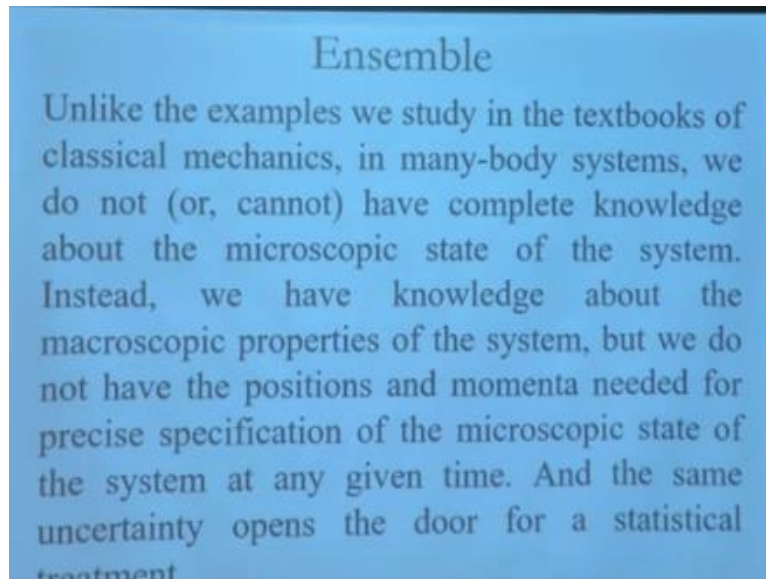 Ensemble
Unlike the examples we study in the textbooks of
classical mechanics, in many-body systems, we
do not (or, cannot) have complete knowledge
about the microscopic state of the system.
Instead, we have knowledge about the
macroscopic properties of the system, but we do
not have the positions and momenta needed for
precise specification of the microscopic state of
the system at any given time. And the same
uncertainty opens the door for a statistical
treatment